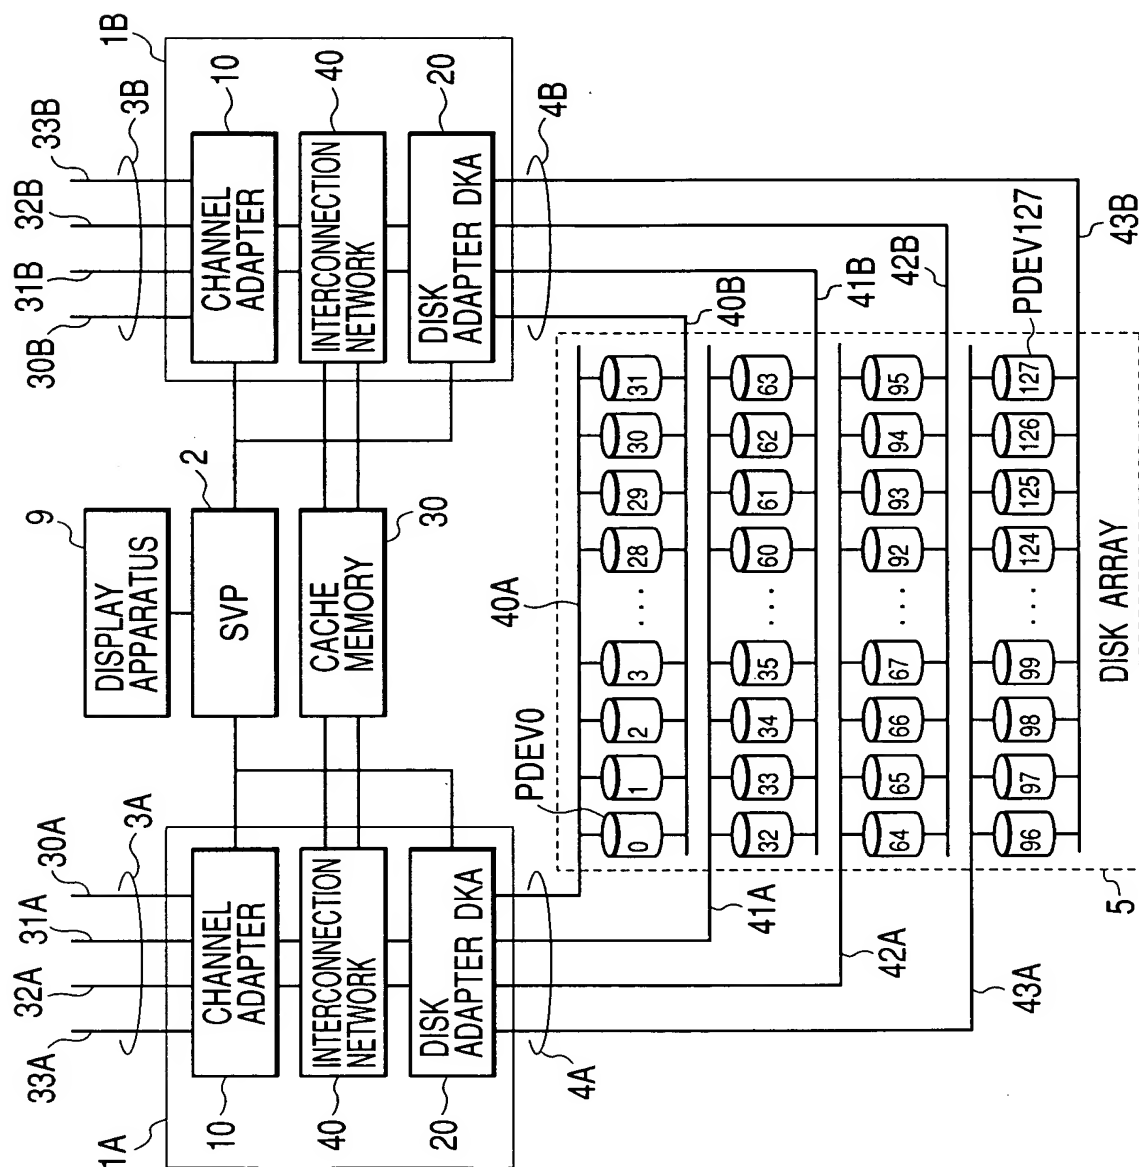 1A
33A
32A
31A
30A
3A
10
CHANNEL
ADAPTER
40
INTERCONNECTION
NETWORK
20
DISK
ADAPTER DKA
4A
9
DISPLAY
APPARATUS
2
SVP
30
CACHE
MEMORY
30B
31B
32B
33B
3B
1B
CHANNEL
ADAPTER
10
INTERCONNECTION
NETWORK
40
DISK
ADAPTER DKA
20
4B
PDEV0
40A
0 1 2 3 ... 28 29 30 31
40B
41A
32 33 34 35 ... 60 61 62 63
41B
42A
64 65 66 67 ... 92 93 94 95
42B
43A
96 97 98 99 ... 124 125 126 127
PDEV127
43B
5
DISK ARRAY